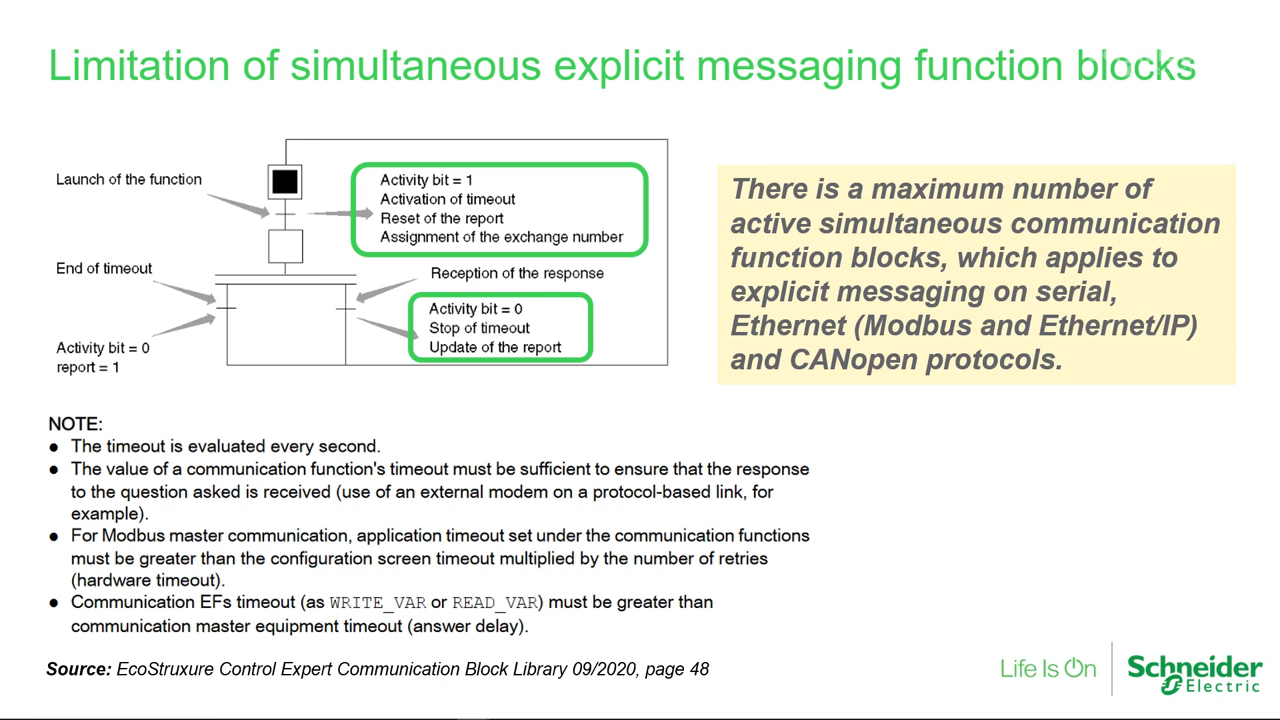 Limitation of simultaneous explicit messaging function blocks
Launch of the function
Activity bit = 1
Activation of timeout
Reset of the report
Assignment of the exchange number
End of timeout
Reception of the response
Activity bit = 0
Stop of timeout
Update of the report
Activity bit = 0
report = 1
There is a maximum number of
active simultaneous communication
function blocks, which applies to
explicit messaging on serial,
Ethernet (Modbus and Ethernet/IP)
and CANopen protocols.
NOTE:
● The timeout is evaluated every second.
● The value of a communication function's timeout must be sufficient to ensure that the response
to the question asked is received (use of an external modem on a protocol-based link, for
example).
● For Modbus master communication, application timeout set under the communication functions
must be greater than the configuration screen timeout multiplied by the number of retries
(hardware timeout).
● Communication EFs timeout (as WRITE_VAR or READ_VAR) must be greater than
communication master equipment timeout (answer delay).
Source: EcoStruxure Control Expert Communication Block Library 09/2020, page 48
Life Is On
Schneider
Electric